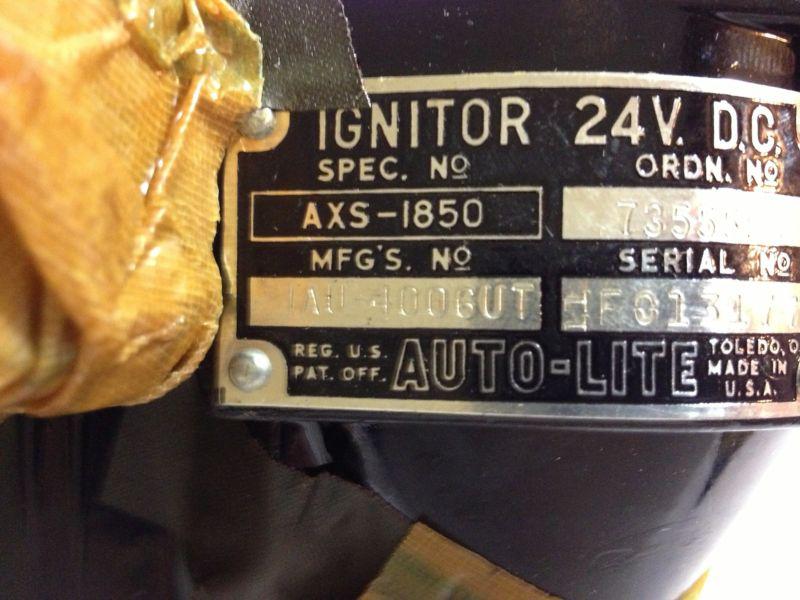 IGNITOR 24V. D.C.
SPEC. No ORDN. No
AXS-1850
MFG'S. No SERIAL No
REG. U.S. PAT. OFF. AUTO-LITE TOLEDO, O. MADE IN U.S.A.